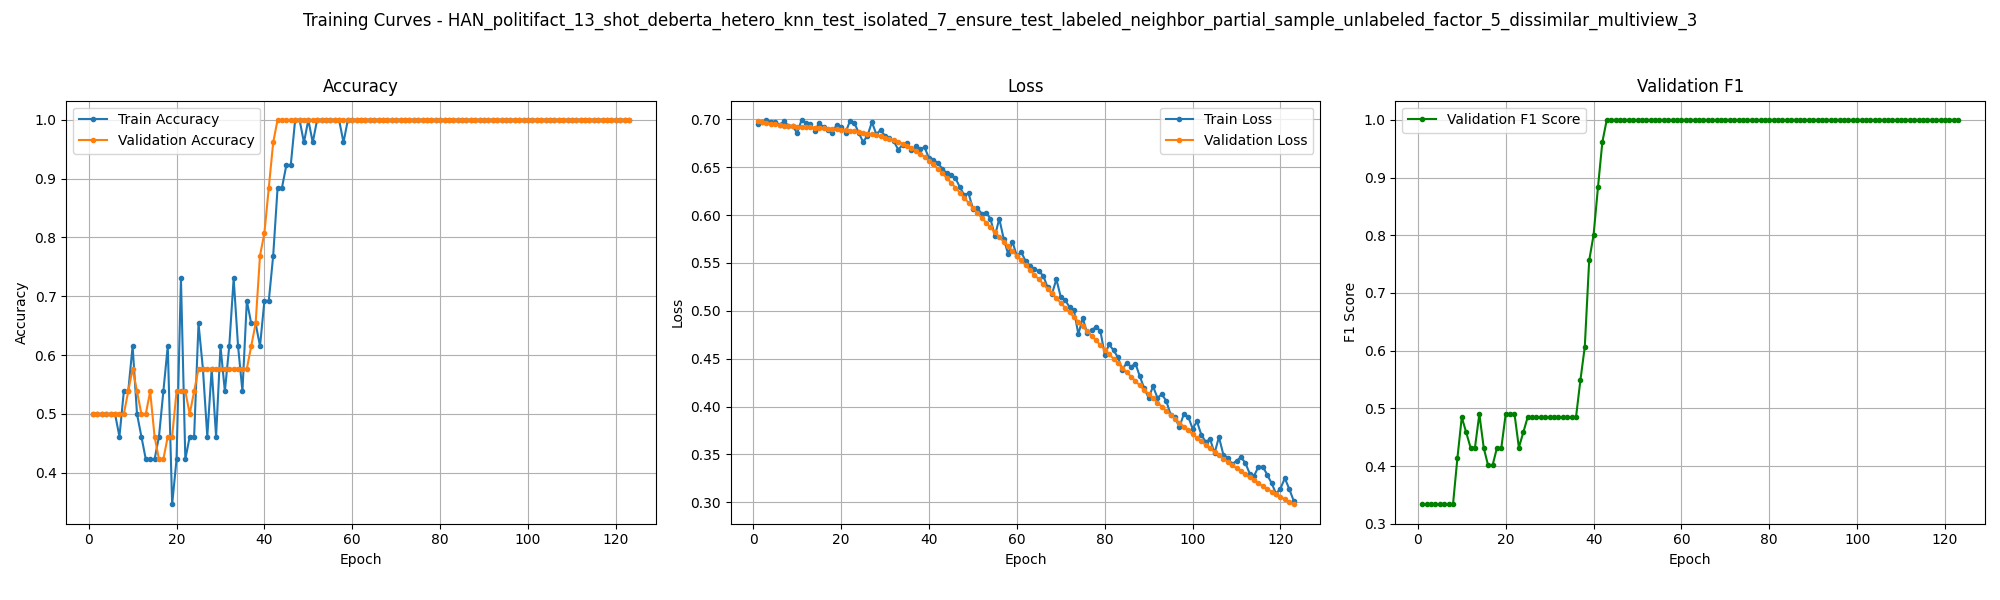 Training Curves - HAN_politifact_13_shot_deberta_hetero_knn_test_isolated_7_ensure_test_labeled_neighbor_partial_sample_unlabeled_factor_5_dissimilar_multiview_3
Accuracy
Train Accuracy
Validation Accuracy
Accuracy
1.0
0.9
0.8
0.7
0.6
0.5
0.4
0 20 40 60 80 100 120
Epoch
Loss
Train Loss
Validation Loss
Loss
0.70
0.65
0.60
0.55
0.50
0.45
0.40
0.35
0.30
0 20 40 60 80 100 120
Epoch
Validation F1
Validation F1 Score
F1 Score
1.0
0.9
0.8
0.7
0.6
0.5
0.4
0.3
0 20 40 60 80 100 120
Epoch